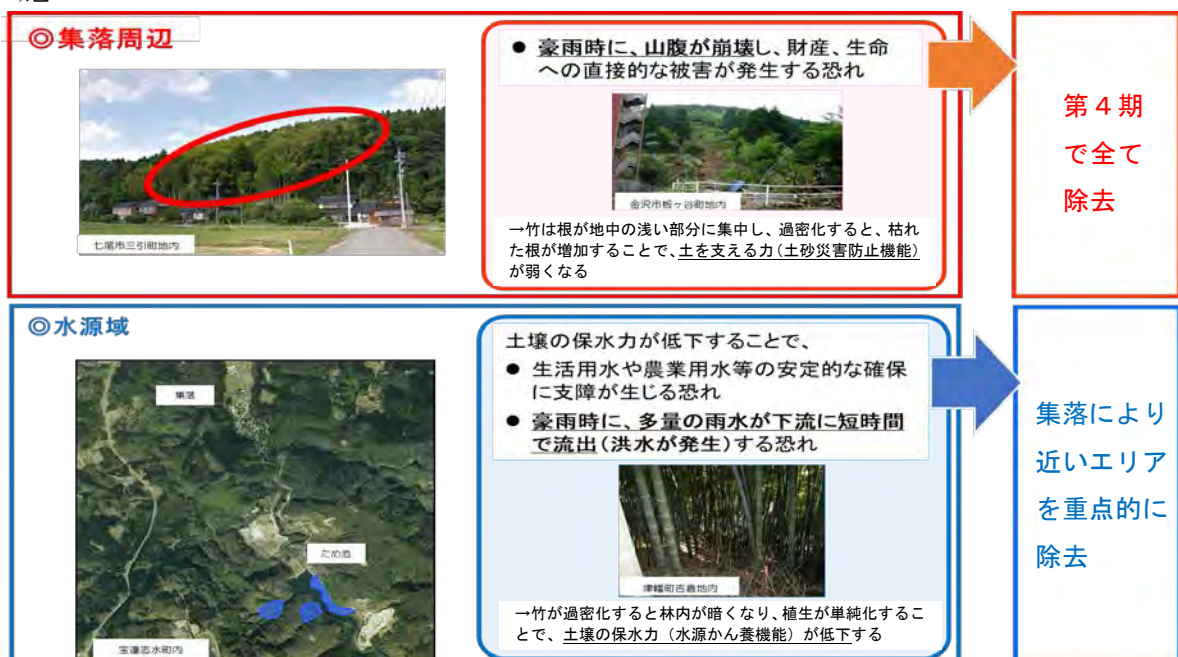 ◎集落周辺
七尾市三引町地内
● 豪雨時に、山腹が崩壊し、財産、生命
への直接的な被害が発生する恐れ
金沢市板ヶ谷町地内
→竹は根が地中の浅い部分に集中し、過密化すると、枯れ
た根が増加することで、土を支える力(土砂災害防止機能)
が弱くなる
第4期
で全て
除去
◎水源域
集落
ため池
宝達志水町内
土壌の保水力が低下することで、
● 生活用水や農業用水等の安定的な確保
に支障が生じる恐れ
● 豪雨時に、多量の雨水が下流に短時間
で流出(洪水が発生)する恐れ
津幡町吉倉地内
→竹が過密化すると林内が暗くなり、植生が単純化するこ
とで、土壌の保水力（水源かん養機能）が低下する
集落により
近いエリア
を重点的に
除去